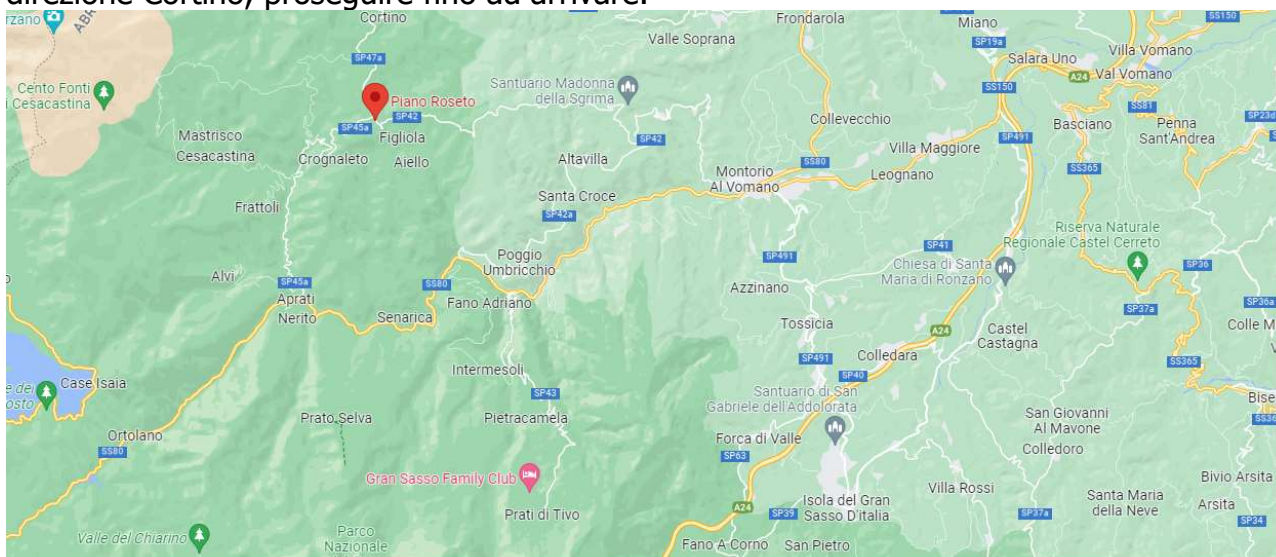 direzione Cortino, proseguire fino ad arrivare.
Cortino
Frondarola
Miano
SS150
Valle Soprana
SP19a
Salara Uno
Villa Vomano
SP47a
A24
Val Vomano
Cento Fonti
i Cesacastina
Santuario Madonna
della Sgrima
SS150
SS81
Piano Roseto
SP42
SP45a
Collevecchio
SP491
Basciano
Penna
Sant'Andrea
SP23d
Mastrisco
Figliola
SP42
Villa Maggiore
Cesacastina
Crognaleto
Aiello
Altavilla
SS80
Montorio
Al Vomano
Leognano
SS365
Santa Croce
Frattoli
SP42a
Riserva Naturale
Regionale Castel Cerreto
SP41
Poggio
Umbricchio
SP491
Chiesa di Santa
Maria di Ronzano
SP36
Alvi
SP45a
SS80
Azzinano
Aprati
Fano Adriano
SP36a
Nerito
Senarica
Tossicia
SP37a
A24
Castel
Castagna
Colle M
Intermesoli
SP491
Colledara
SS365
Case Isaia
SP40
SP43
Santuario di San
Gabriele dell'Addolorata
Bise
Prato Selva
Pietracamela
San Giovanni
Al Mavone
Ortolano
Forca di Valle
SS80
SP63
Colledoro
Gran Sasso Family Club
Villa Rossi
Bivio Arsita
A24
Isola del Gran
Sasso D'italia
Santa Maria
della Neve
Arsita
Prati di Tivo
SP39
SP37a
SP34
Valle del Chiarino
Parco
Nazionale
Fano A Corno
San Pietro